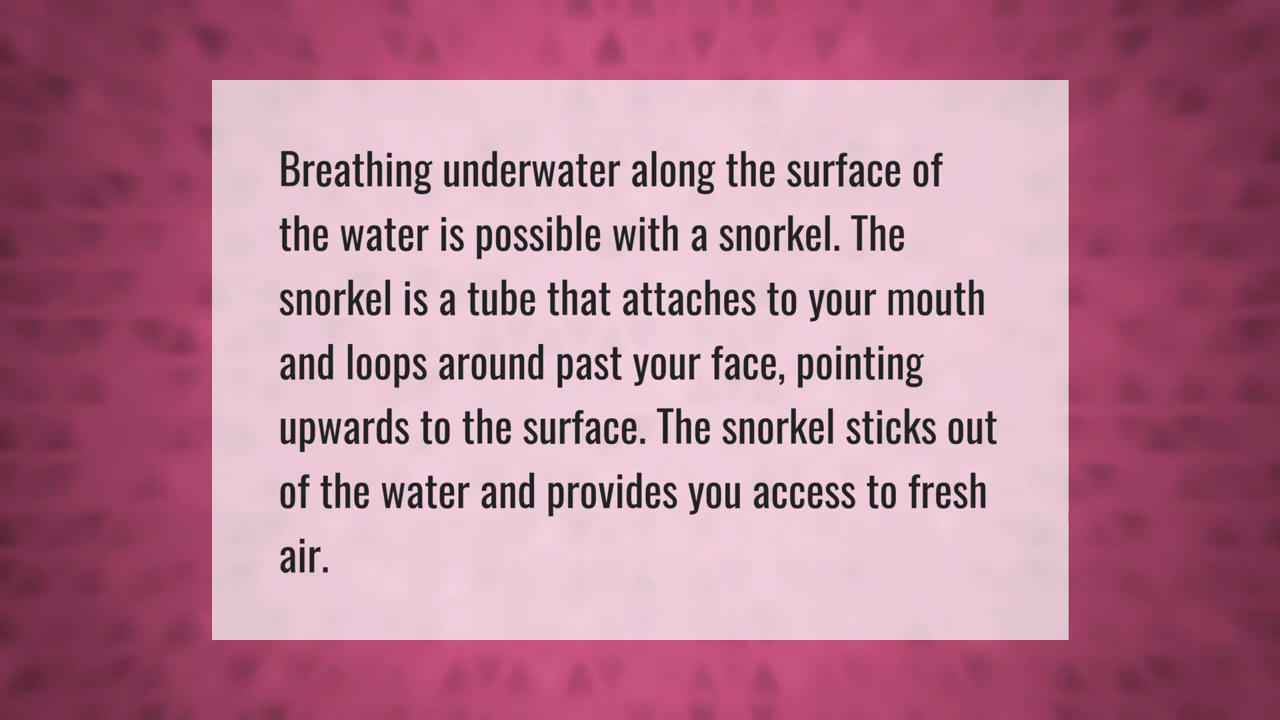 Breathing underwater along the surface of
the water is possible with a snorkel. The
snorkel is a tube that attaches to your mouth
and loops around past your face, pointing
upwards to the surface. The snorkel sticks out
of the water and provides you access to fresh
air.